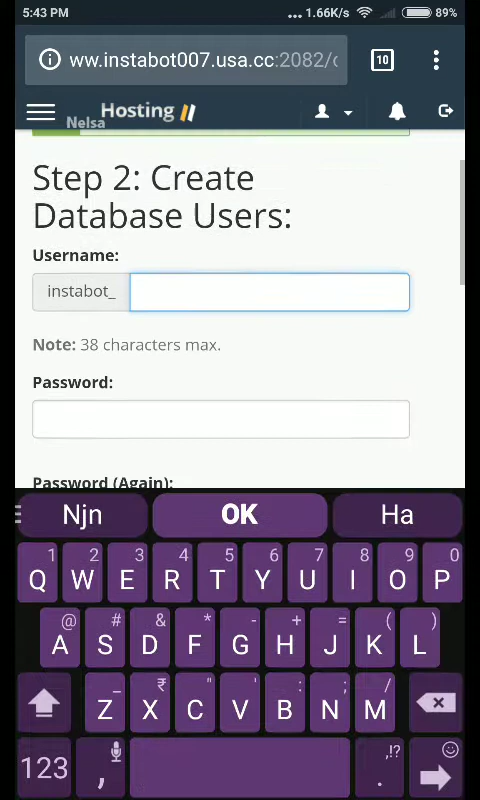 5:43 PM ... 1.66K/s 89%
ww.instabot007.usa.cc:2082/c 10
Nelsa Hosting
Step 2: Create
Database Users:
Username:
instabot_
Note: 38 characters max.
Password:
Password (Again):
Njn OK Ha
1 2 3 4 5 6 7 8 9 0
Q W E R T Y U I O P
@ # & * - + = ( )
A S D F G H J K L
_ ₹ " ' : ; /
Z X C V B N M
123 , ,!? .